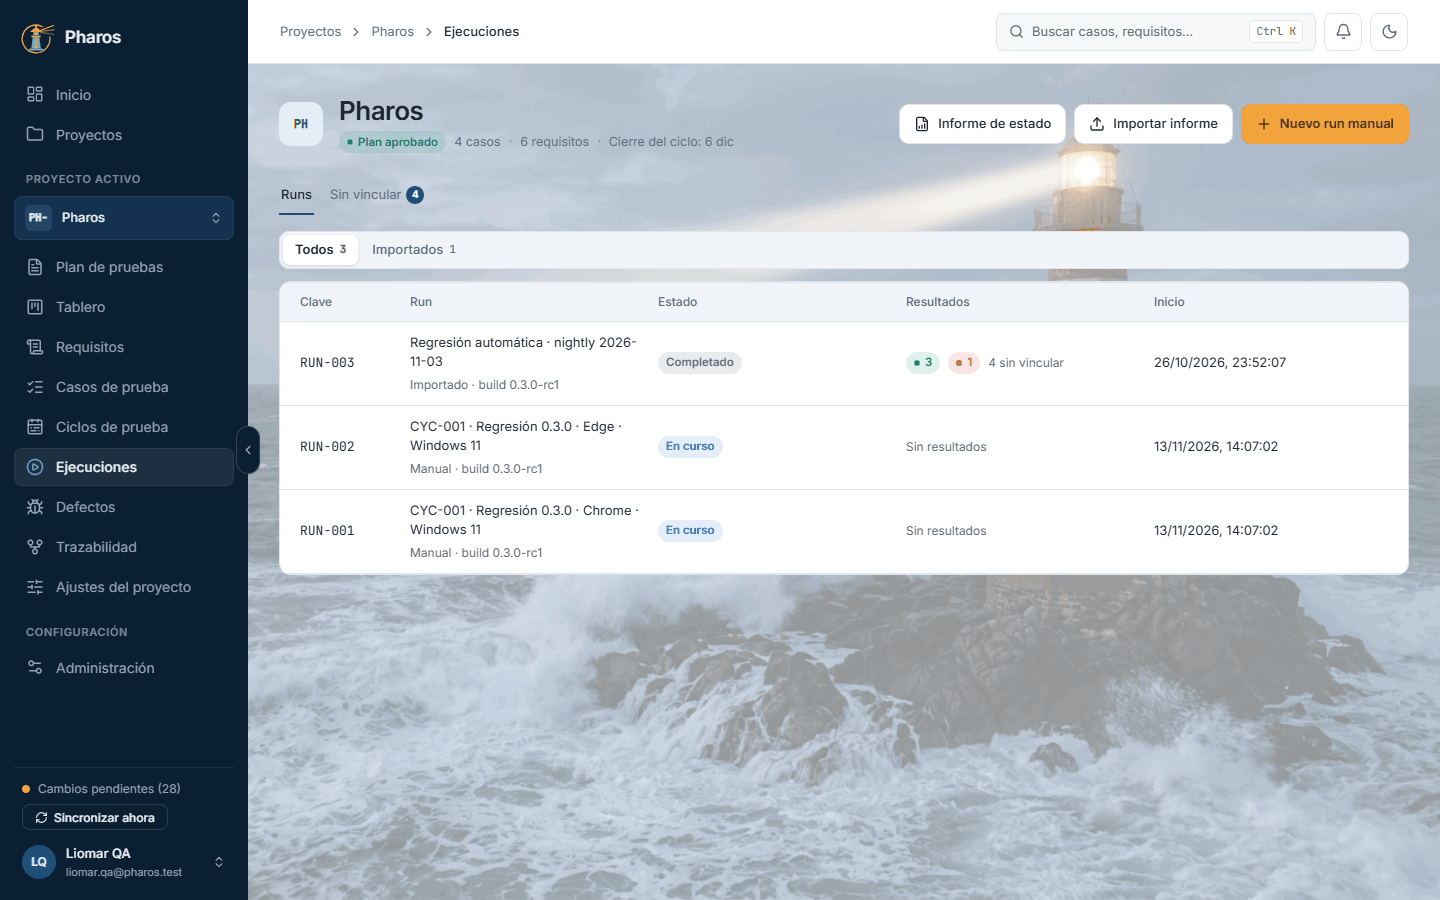 Pharos
Inicio
Proyectos
PROYECTO ACTIVO
PH- Pharos
Plan de pruebas
Tablero
Requisitos
Casos de prueba
Ciclos de prueba
Ejecuciones
Defectos
Trazabilidad
Ajustes del proyecto
CONFIGURACIÓN
Administración
Cambios pendientes (28)
Sincronizar ahora
LQ Liomar QA
liomar.qa@pharos.test
Proyectos > Pharos > Ejecuciones
Buscar casos, requisitos... Ctrl K
PH Pharos
Plan aprobado 4 casos · 6 requisitos · Cierre del ciclo: 6 dic
Informe de estado Importar informe + Nuevo run manual
Runs Sin vincular 4
Todos 3 Importados 1
Clave Run Estado Resultados Inicio
RUN-003 Regresión automática · nightly 2026-
11-03
Importado · build 0.3.0-rc1
Completado 3 1 4 sin vincular 26/10/2026, 23:52:07
RUN-002 CYC-001 · Regresión 0.3.0 · Edge ·
Windows 11
Manual · build 0.3.0-rc1
En curso Sin resultados 13/11/2026, 14:07:02
RUN-001 CYC-001 · Regresión 0.3.0 · Chrome ·
Windows 11
Manual · build 0.3.0-rc1
En curso Sin resultados 13/11/2026, 14:07:02